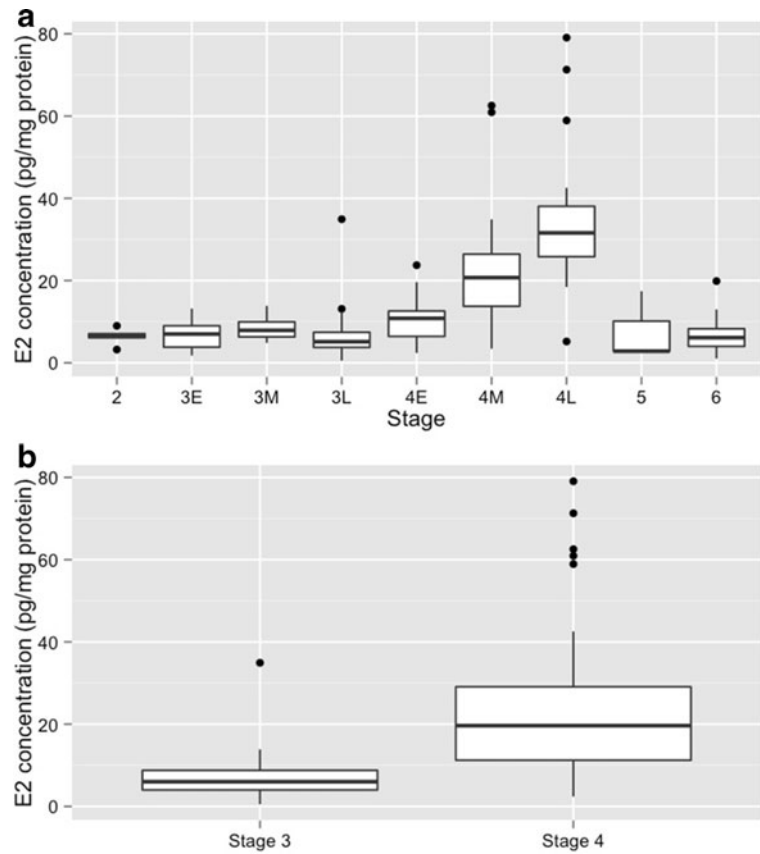 a
E2 concentration (pg/mg protein)
80
60
40
20
0
2 3E 3M 3L 4E 4M 4L 5 6
Stage
b
E2 concentration (pg/mg protein)
80
60
40
20
0
Stage 3 Stage 4